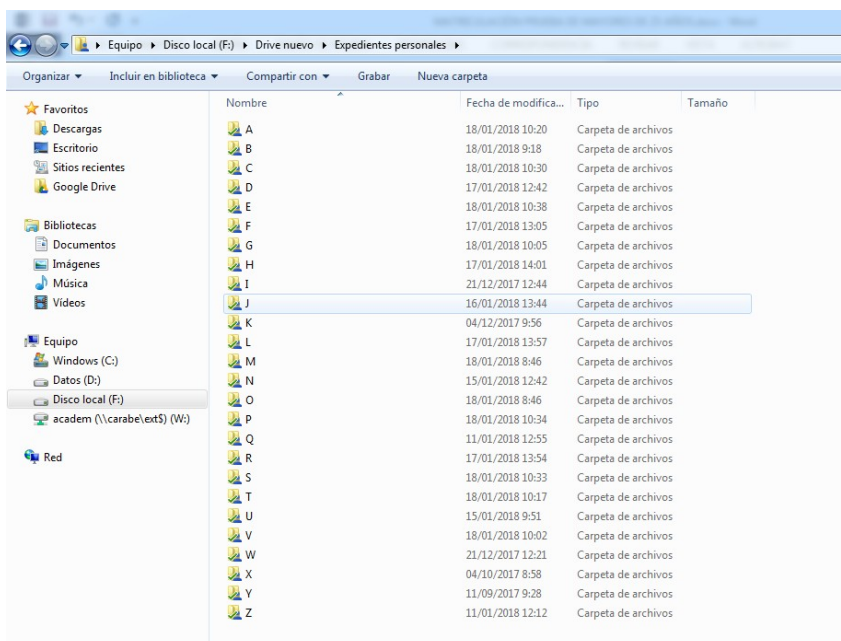 Equipo ▸ Disco local (F:) ▸ Drive nuevo ▸ Expedientes personales ▸
Organizar Incluir en biblioteca Compartir con Grabar Nueva carpeta
Nombre Fecha de modifica... Tipo Tamaño
Favoritos
Descargas
Escritorio
Sitios recientes
Google Drive
Bibliotecas
Documentos
Imágenes
Música
Vídeos
Equipo
Windows (C:)
Datos (D:)
Disco local (F:)
academ (\\carabe\ext$) (W:)
Red
A 18/01/2018 10:20 Carpeta de archivos
B 18/01/2018 9:18 Carpeta de archivos
C 18/01/2018 10:30 Carpeta de archivos
D 17/01/2018 12:42 Carpeta de archivos
E 18/01/2018 10:38 Carpeta de archivos
F 17/01/2018 13:05 Carpeta de archivos
G 18/01/2018 10:05 Carpeta de archivos
H 17/01/2018 14:01 Carpeta de archivos
I 21/12/2017 12:44 Carpeta de archivos
J 16/01/2018 13:44 Carpeta de archivos
K 04/12/2017 9:56 Carpeta de archivos
L 17/01/2018 13:57 Carpeta de archivos
M 18/01/2018 8:46 Carpeta de archivos
N 15/01/2018 12:42 Carpeta de archivos
O 18/01/2018 8:46 Carpeta de archivos
P 18/01/2018 10:34 Carpeta de archivos
Q 11/01/2018 12:55 Carpeta de archivos
R 17/01/2018 13:54 Carpeta de archivos
S 18/01/2018 10:33 Carpeta de archivos
T 18/01/2018 10:17 Carpeta de archivos
U 15/01/2018 9:51 Carpeta de archivos
V 18/01/2018 10:02 Carpeta de archivos
W 21/12/2017 12:21 Carpeta de archivos
X 04/10/2017 8:58 Carpeta de archivos
Y 11/09/2017 9:28 Carpeta de archivos
Z 11/01/2018 12:12 Carpeta de archivos